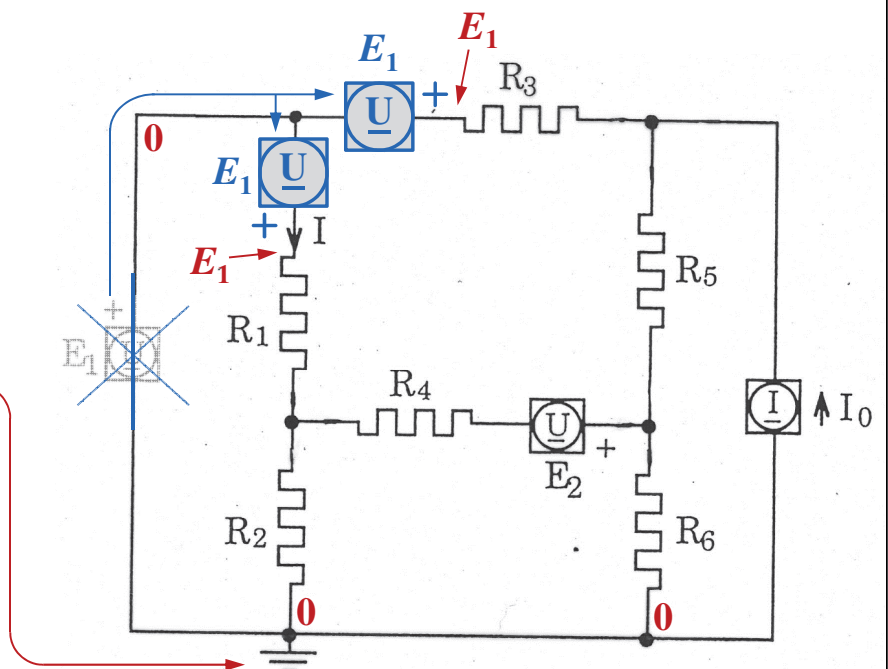 E1
E1
R3
+
U
0
U
E1
+
I
E1
R5
+
E1
U
R1
R4
I
I0
U
+
E2
R2
R6
0
0